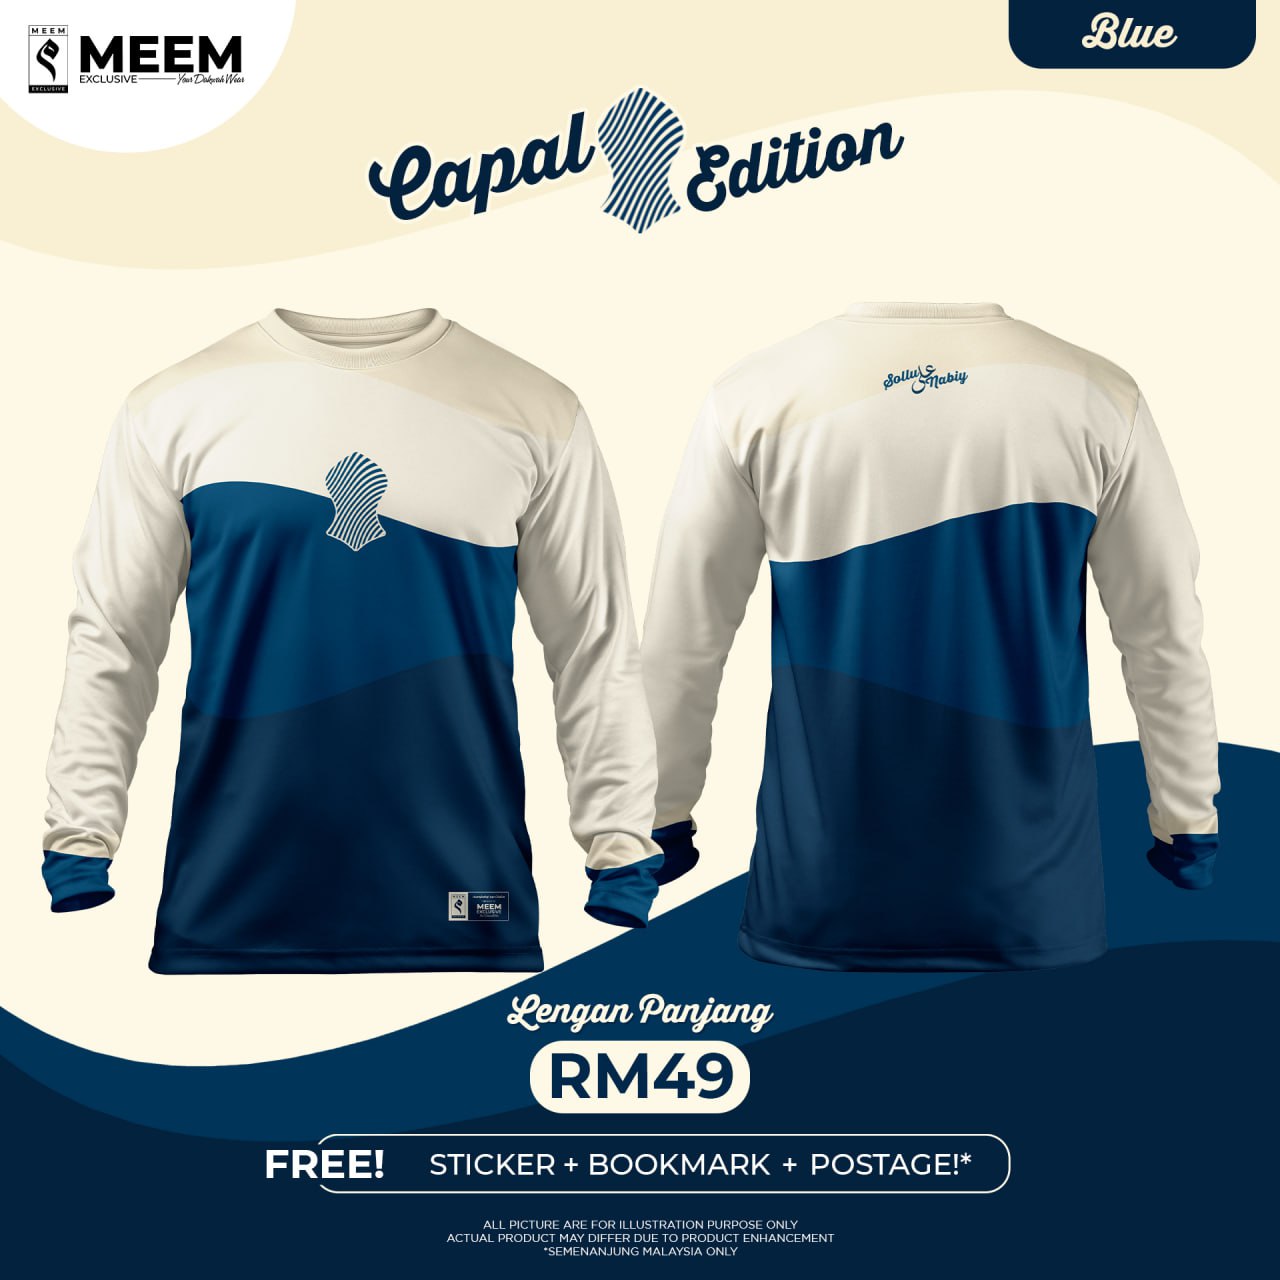 MEEM
EXCLUSIVE
MEEM
EXCLUSIVE Your Dakwah Wear
Blue
Capal Edition
Sollu على Nabiy
MEEM
EXCLUSIVE
Lengan Panjang
RM49
FREE! STICKER + BOOKMARK + POSTAGE!*
ALL PICTURE ARE FOR ILLUSTRATION PURPOSE ONLY
ACTUAL PRODUCT MAY DIFFER DUE TO PRODUCT ENHANCEMENT
*SEMENANJUNG MALAYSIA ONLY